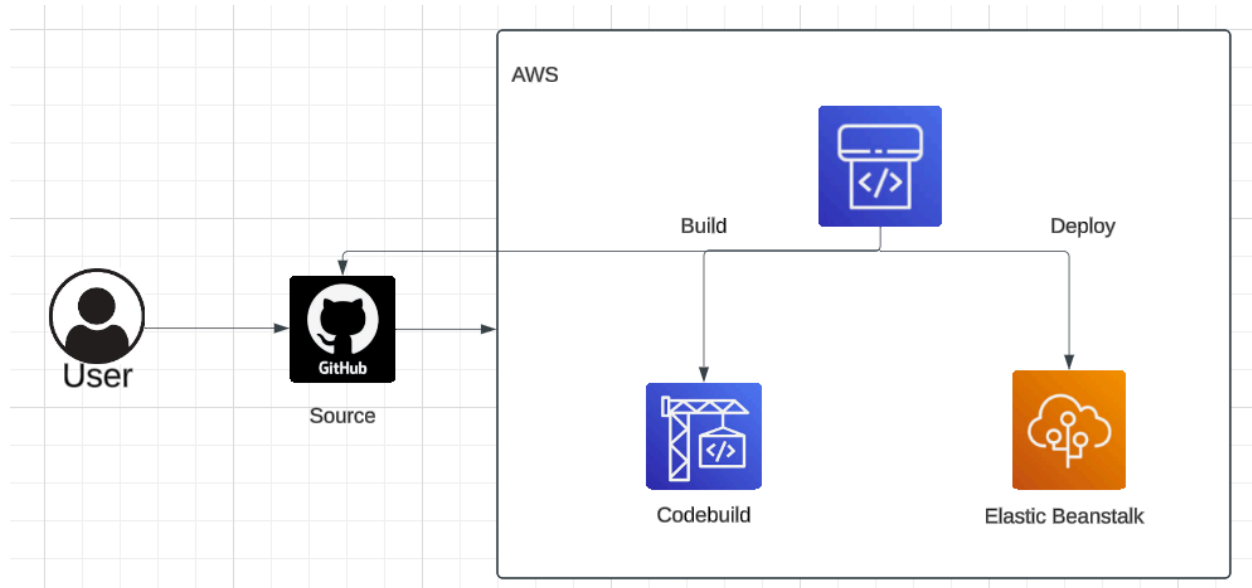 AWS
</>
Build
Deploy
GitHub
User
Source
</>
Codebuild
Elastic Beanstalk